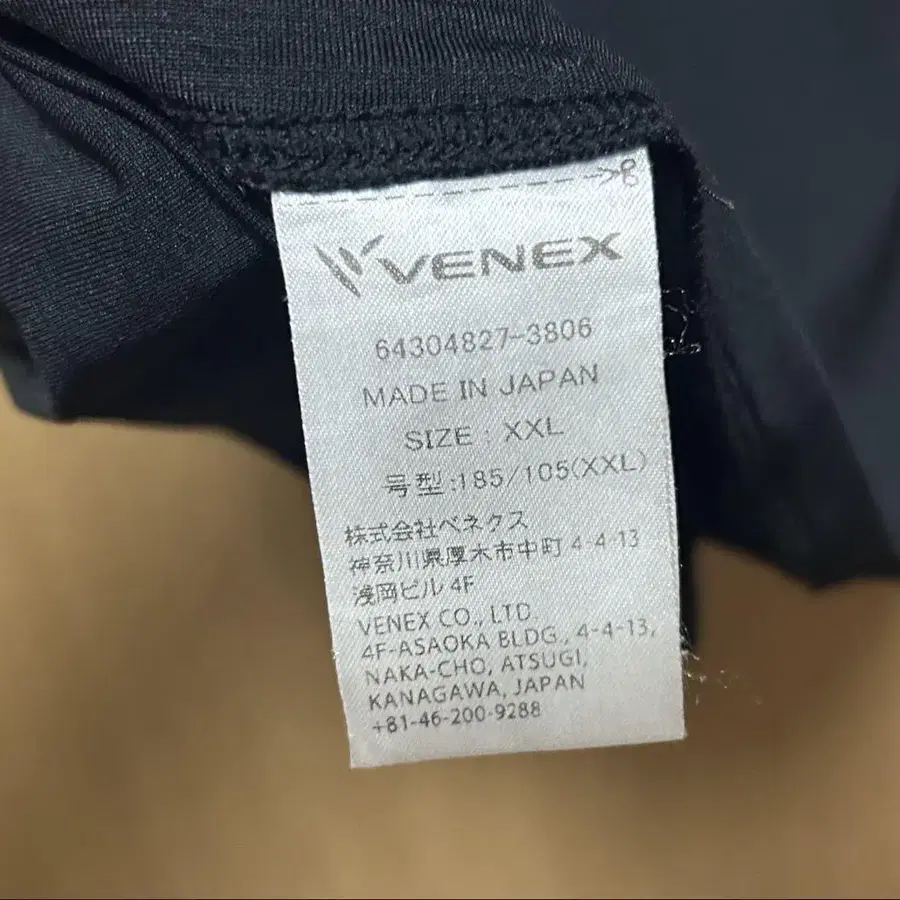 VENEX
64304827-3806
MADE IN JAPAN
SIZE : XXL
号型:185/105(XXL)
株式会社ベネクス
神奈川県厚木市中町 4-4-13
浅岡ビル 4F
VENEX CO., LTD.
4F-ASAOKA BLDG., 4-4-13,
NAKA-CHO, ATSUGI,
KANAGAWA, JAPAN
+81-46-200-9288